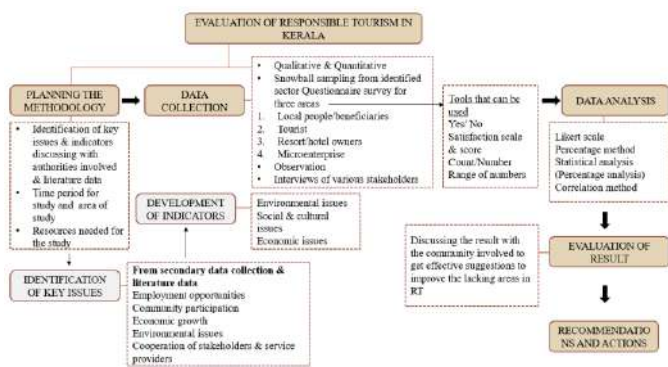 EVALUATION OF RESPONSIBLE TOURISM IN
KERALA
PLANNING THE
METHODOLOGY
• Identification of key
issues & indicators
discussing with
authorities involved
& literature data
• Time period for
study and area of
study
• Resources needed for
the study
IDENTIFICATION
OF KEY ISSUES
DATA
COLLECTION
• Qualitative & Quantitative
• Snowball sampling from identified
sector Questionnaire survey for
three areas
1. Local people/beneficiaries
2. Tourist
3. Resort/hotel owners
4. Microenterprise
• Observation
• Interviews of various stakeholders
DEVELOPMENT
OF INDICATORS
Environmental issues
Social & cultural
issues
Economic issues
From secondary data collection &
literature data
Employment opportunities
Community participation
Economic growth
Environmental issues
Cooperation of stakeholders & service
providers
Tools that can be
used
Yes/ No
Satisfaction scale
& score
Count/Number
Range of numbers
DATA ANALYSIS
Likert scale
Percentage method
Statistical analysis
(Percentage analysis)
Correlation method
EVALUATION OF
RESULT
Discussing the result with
the community involved to
get effective suggestions to
improve the lacking areas in
RT
RECOMMENDATIO
NS AND ACTIONS